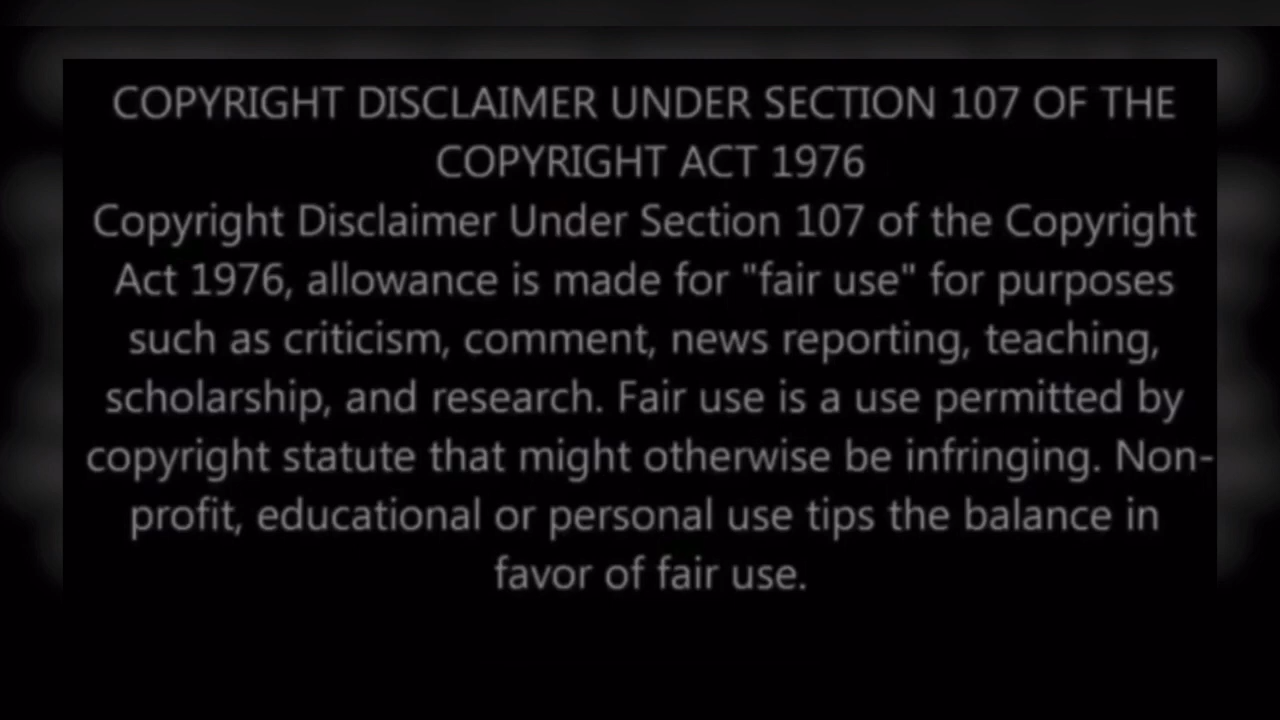 COPYRIGHT DISCLAIMER UNDER SECTION 107 OF THE
COPYRIGHT ACT 1976
Copyright Disclaimer Under Section 107 of the Copyright
Act 1976, allowance is made for "fair use" for purposes
such as criticism, comment, news reporting, teaching,
scholarship, and research. Fair use is a use permitted by
copyright statute that might otherwise be infringing. Non-
profit, educational or personal use tips the balance in
favor of fair use.